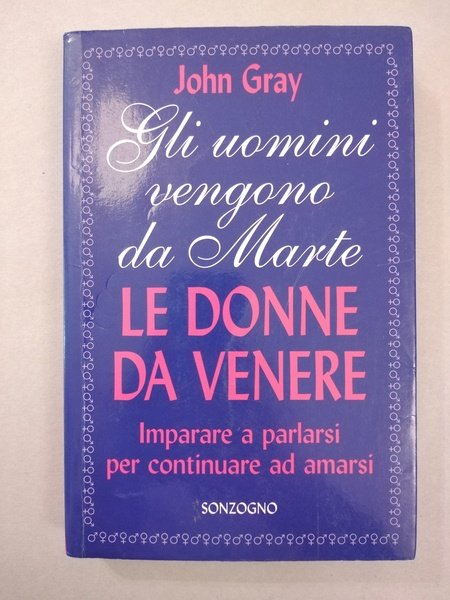 John Gray
Gli uomini
vengono
da Marte
LE DONNE
DA VENERE
Imparare a parlarsi
per continuare ad amarsi
SONZOGNO